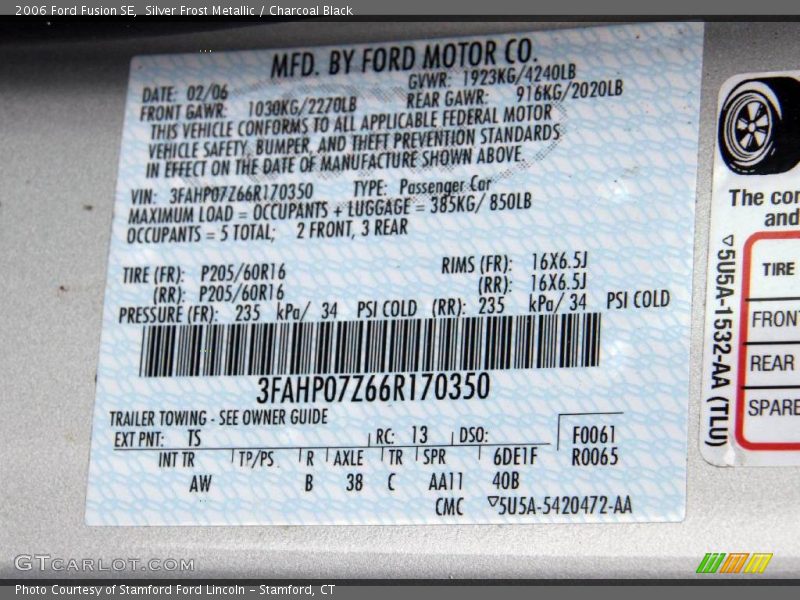 2006 Ford Fusion SE, Silver Frost Metallic / Charcoal Black
MFD. BY FORD MOTOR CO.
DATE: 02/06 GVWR: 1923KG/4240LB
FRONT GAWR: 1030KG/2270LB REAR GAWR: 916KG/2020LB
THIS VEHICLE CONFORMS TO ALL APPLICABLE FEDERAL MOTOR
VEHICLE SAFETY, BUMPER, AND THEFT PREVENTION STANDARDS
IN EFFECT ON THE DATE OF MANUFACTURE SHOWN ABOVE.
VIN: 3FAHP07Z66R170350 TYPE: Passenger Car
MAXIMUM LOAD = OCCUPANTS + LUGGAGE = 385KG/ 850LB
OCCUPANTS = 5 TOTAL; 2 FRONT, 3 REAR
TIRE (FR): P205/60R16 RIMS (FR): 16X6.5J
(RR): P205/60R16 (RR): 16X6.5J
PRESSURE (FR): 235 kPa/ 34 PSI COLD (RR): 235 kPa/ 34 PSI COLD
3FAHP07Z66R170350
TRAILER TOWING - SEE OWNER GUIDE
EXT PNT: TS RC: 13 DSO: F0061
INT TR TP/PS R AXLE TR SPR 6DE1F R0065
AW B 38 C AA11 40B
CMC 5U5A-5420472-AA
The
and
5U5A-1532-AA (TLU)
TIRE
FRONT
REAR
SPARE
GTCARLOT.COM
Photo Courtesy of Stamford Ford Lincoln – Stamford, CT